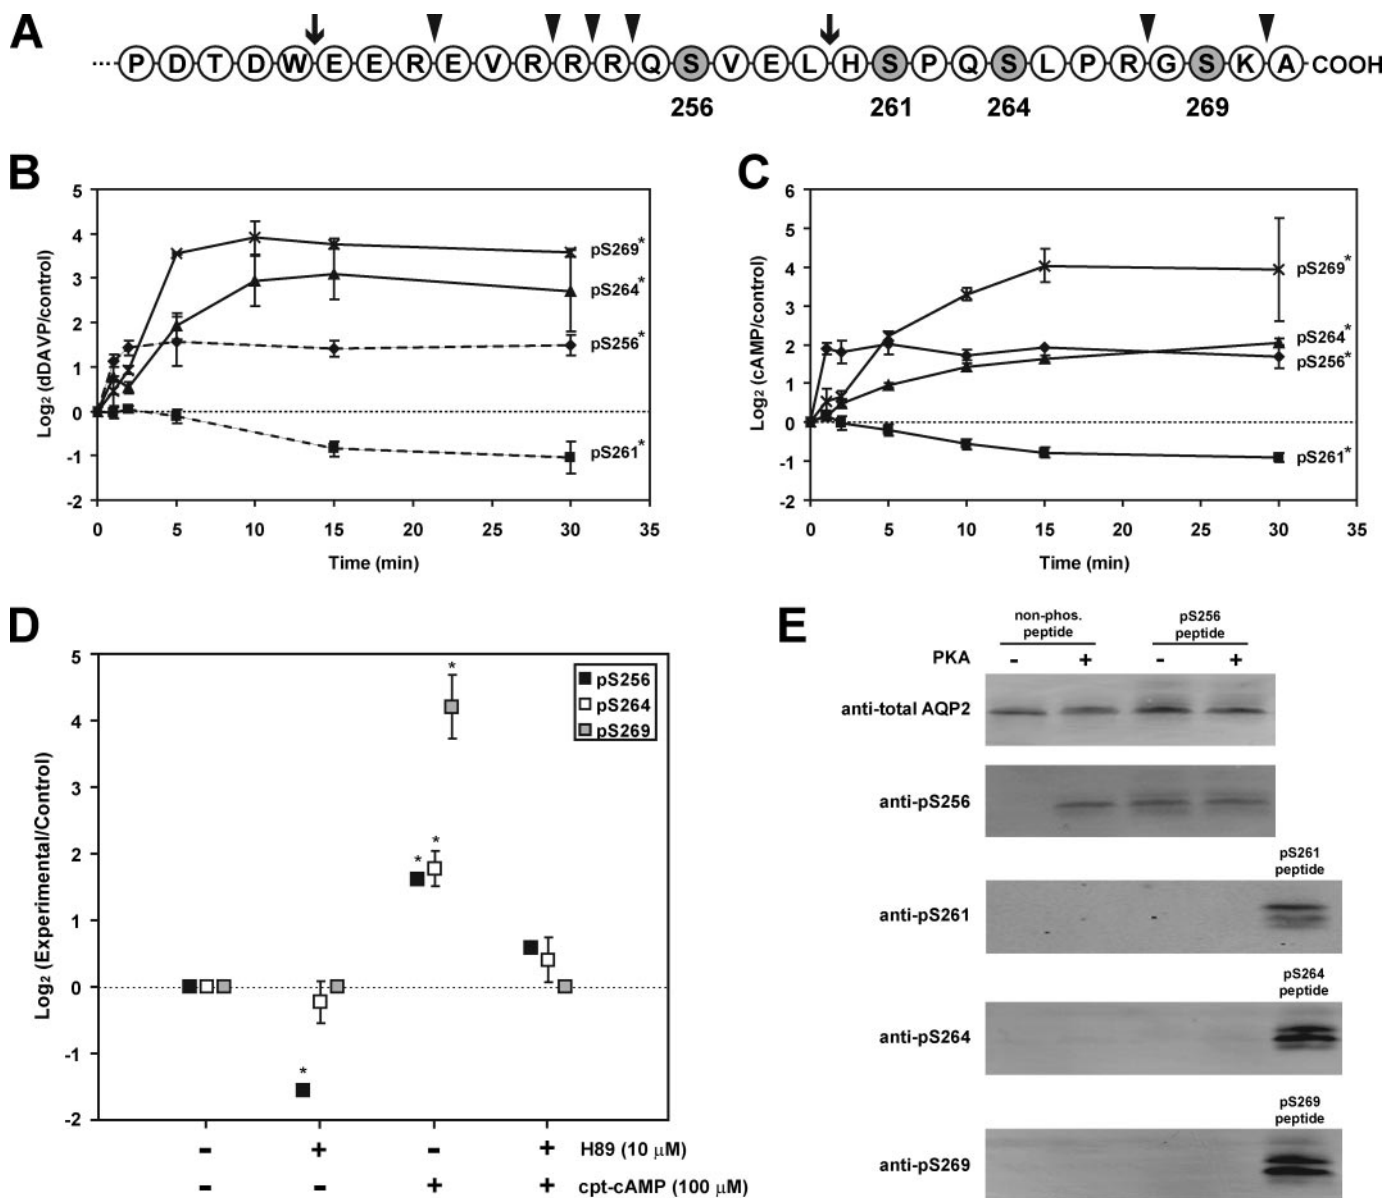 A
P D T D W E E R E V R R R Q S V E L H S P Q S L P R G S K A COOH
256 261 264 269
B
Log2 (dDAVP/control)
5
4
3
2
1
0
-1
-2
pS269*
pS264*
pS256*
pS261*
0 5 10 15 20 25 30 35
Time (min)
C
Log2 (cAMP/control)
6
5
4
3
2
1
0
-1
-2
pS269*
pS264*
pS256*
pS261*
0 5 10 15 20 25 30 35
Time (min)
D
Log2 (Experimental/Control)
5
4
3
2
1
0
-1
-2
pS256
pS264
pS269
* * * *
- + - + H89 (10 µM)
- - + + cpt-cAMP (100 µM)
E
non-phos. peptide
pS256 peptide
PKA - + - +
anti-total AQP2
anti-pS256
pS261 peptide
anti-pS261
pS264 peptide
anti-pS264
pS269 peptide
anti-pS269